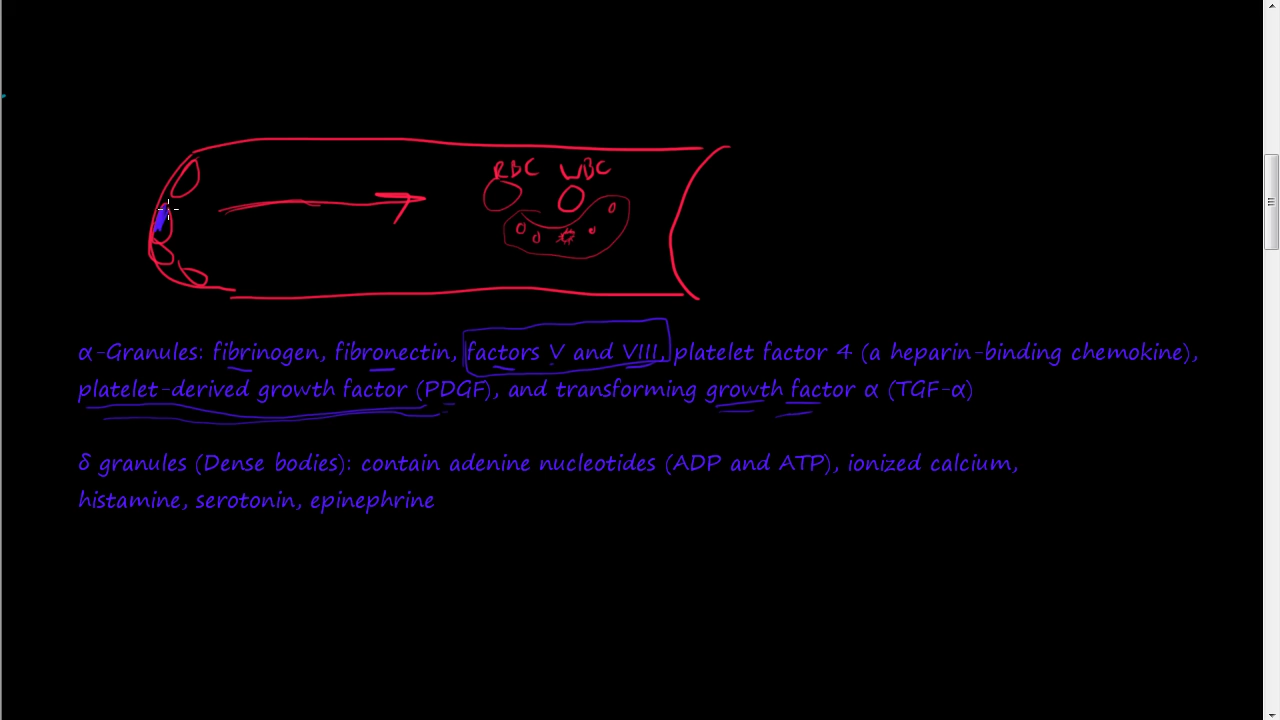 RBC WBC
α-Granules: fibrinogen, fibronectin, factors V and VIII, platelet factor 4 (a heparin-binding chemokine),
platelet-derived growth factor (PDGF), and transforming growth factor α (TGF-α)
δ granules (Dense bodies): contain adenine nucleotides (ADP and ATP), ionized calcium,
histamine, serotonin, epinephrine